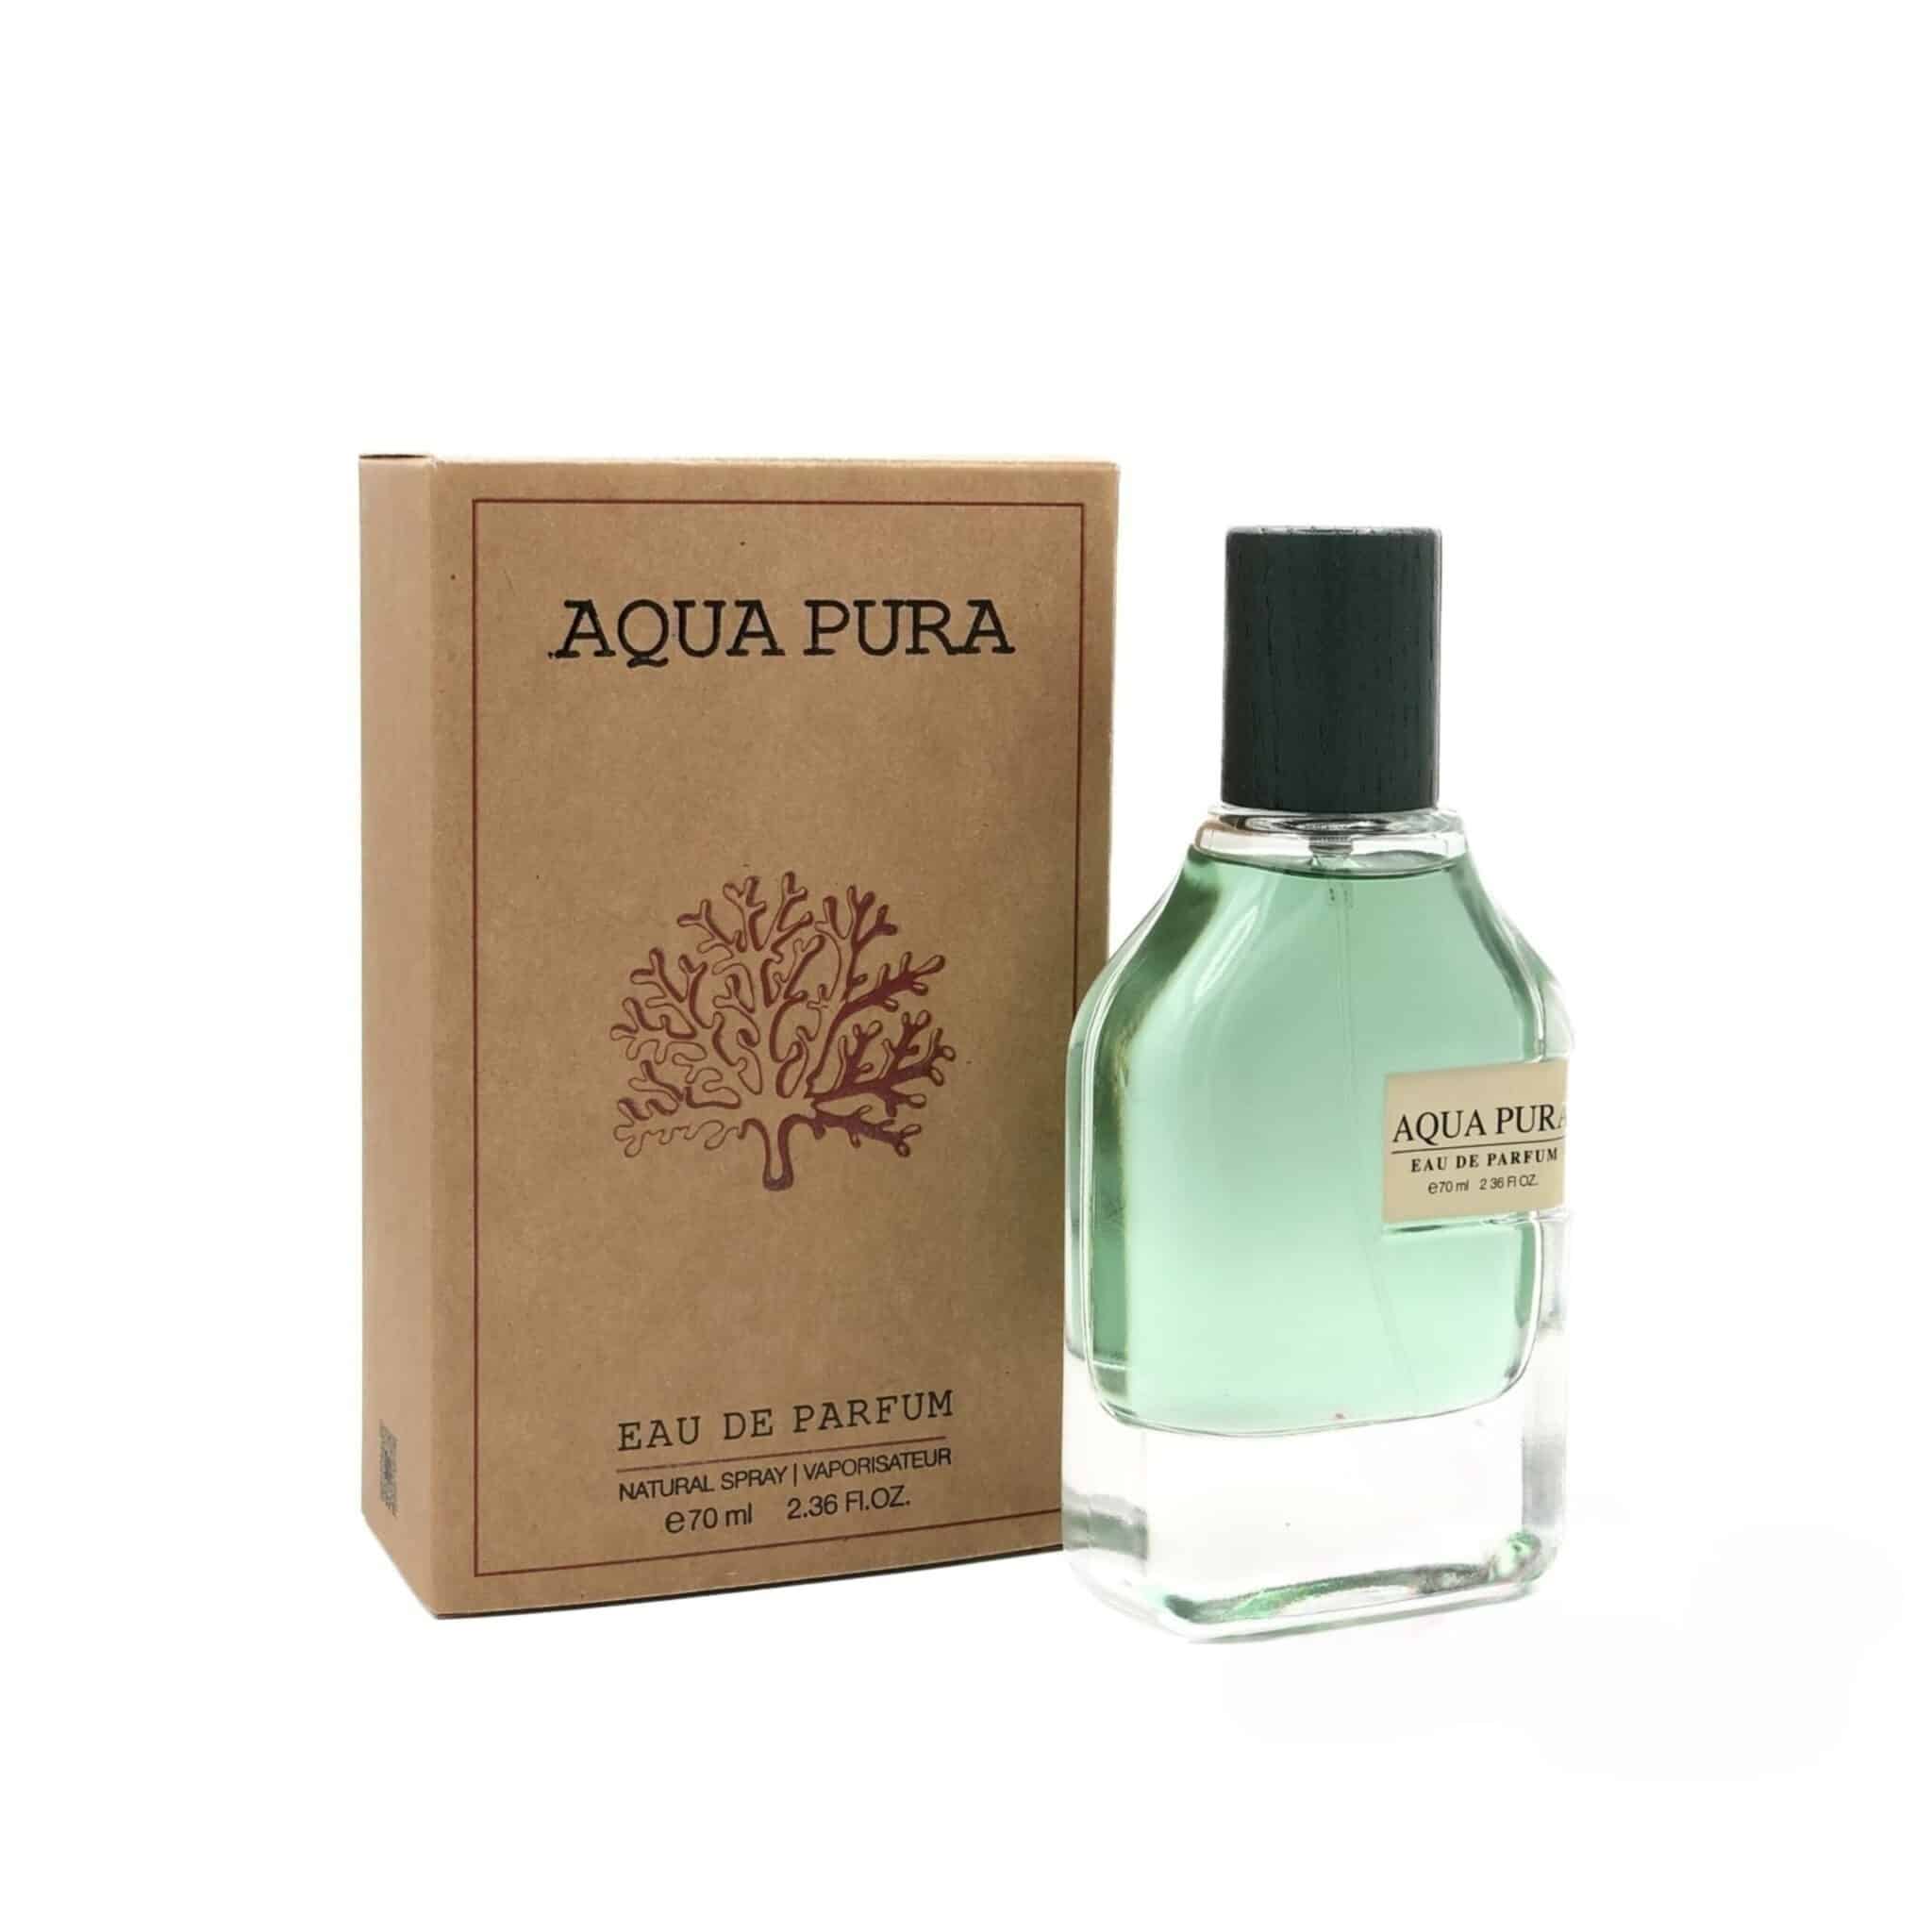 AQUA PURA
EAU DE PARFUM
NATURAL SPRAY | VAPORISATEUR
℮70 ml 2.36 Fl.OZ.
AQUA PURA
EAU DE PARFUM
℮70 ml 2 36 Fl OZ.